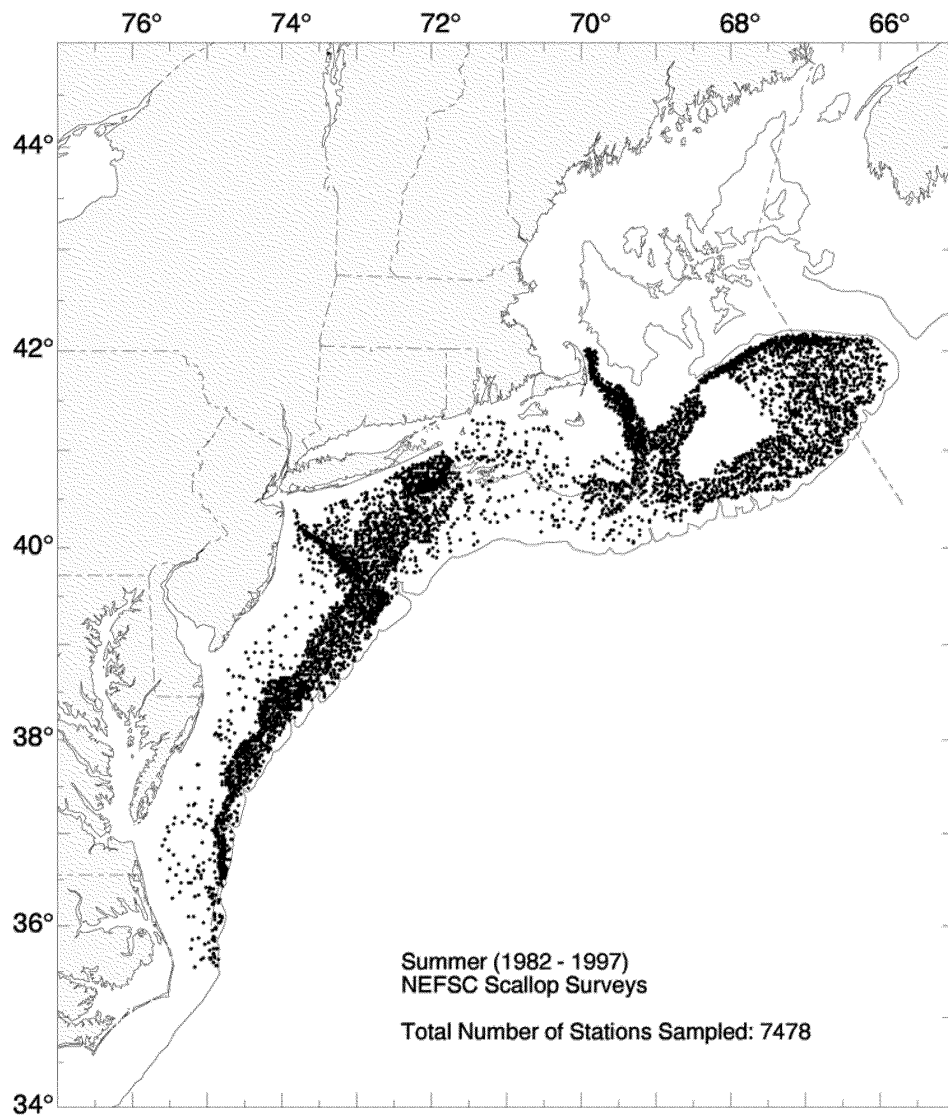 76° 74° 72° 70° 68° 66°
44°
42°
40°
38°
36°
34°
Summer (1982 - 1997)
NEFSC Scallop Surveys
Total Number of Stations Sampled: 7478